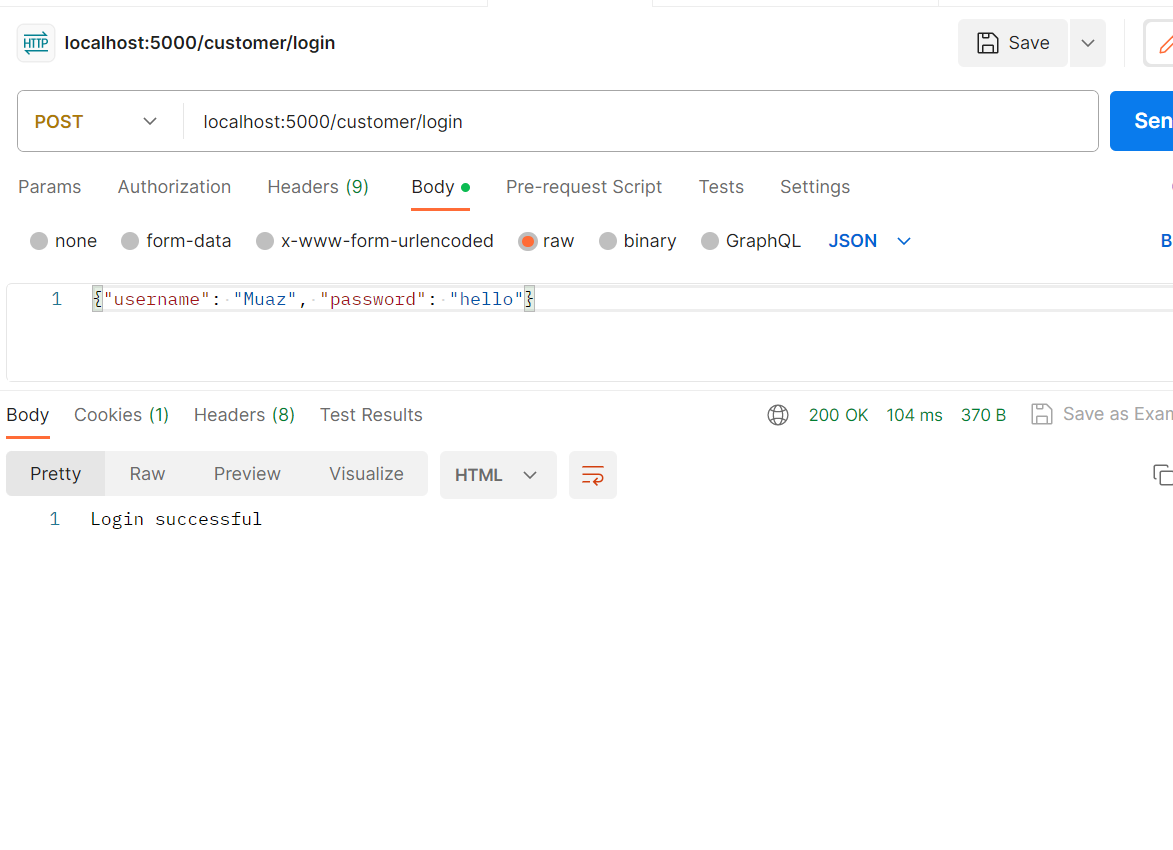 HTTP localhost:5000/customer/login Save
POST localhost:5000/customer/login Sen
Params Authorization Headers (9) Body Pre-request Script Tests Settings
none form-data x-www-form-urlencoded raw binary GraphQL JSON B
1 {"username": "Muaz", "password": "hello"}
Body Cookies (1) Headers (8) Test Results 200 OK 104 ms 370 B Save as Exam
Pretty Raw Preview Visualize HTML
1 Login successful